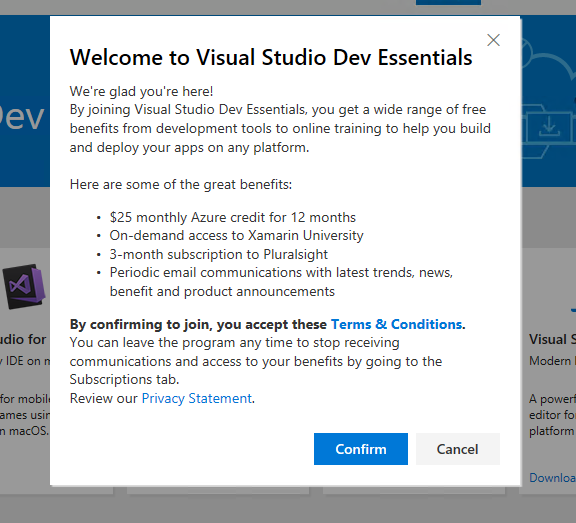 Welcome to Visual Studio Dev Essentials
We're glad you're here!
By joining Visual Studio Dev Essentials, you get a wide range of free
benefits from development tools to online training to help you build
and deploy your apps on any platform.
Here are some of the great benefits:
• $25 monthly Azure credit for 12 months
• On-demand access to Xamarin University
• 3-month subscription to Pluralsight
• Periodic email communications with latest trends, news,
benefit and product announcements
By confirming to join, you accept these Terms & Conditions.
You can leave the program any time to stop receiving
communications and access to your benefits by going to the
Subscriptions tab.
Review our Privacy Statement.
Confirm Cancel
Dev
udio for
y IDE on m
for mobile
ames usin
n macOS.
Visual S
Modern
A powerf
editor fo
platform
Downloa